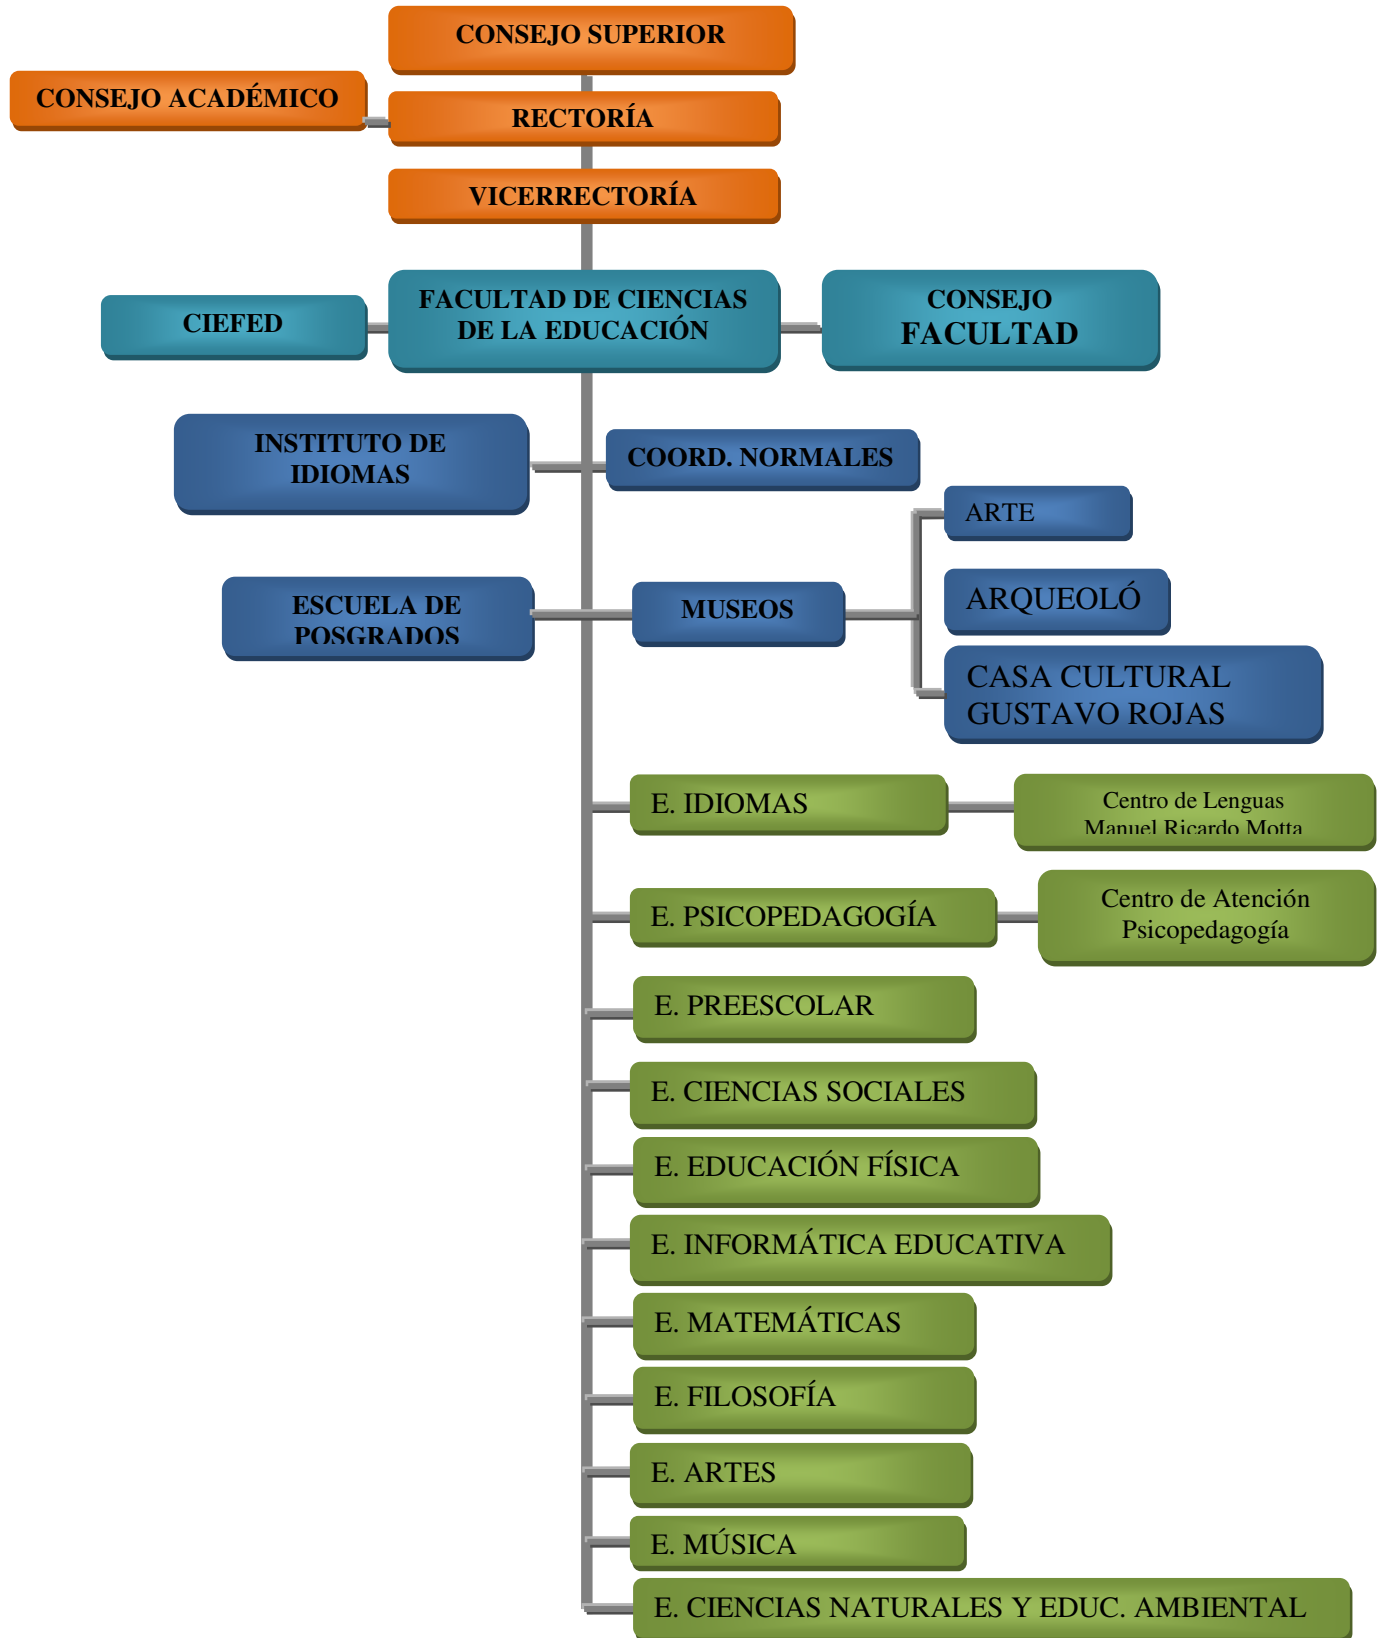 CONSEJO SUPERIOR
CONSEJO ACADÉMICO
RECTORÍA
VICERRECTORÍA
CIEFED
FACULTAD DE CIENCIAS
DE LA EDUCACIÓN
CONSEJO
FACULTAD
INSTITUTO DE
IDIOMAS
COORD. NORMALES
ESCUELA DE
POSGRADOS
MUSEOS
ARTE
ARQUEOLÓ
CASA CULTURAL
GUSTAVO ROJAS
E. IDIOMAS
Centro de Lenguas
Manuel Ricardo Motta
E. PSICOPEDAGOGÍA
Centro de Atención
Psicopedagogía
E. PREESCOLAR
E. CIENCIAS SOCIALES
E. EDUCACIÓN FÍSICA
E. INFORMÁTICA EDUCATIVA
E. MATEMÁTICAS
E. FILOSOFÍA
E. ARTES
E. MÚSICA
E. CIENCIAS NATURALES Y EDUC. AMBIENTAL